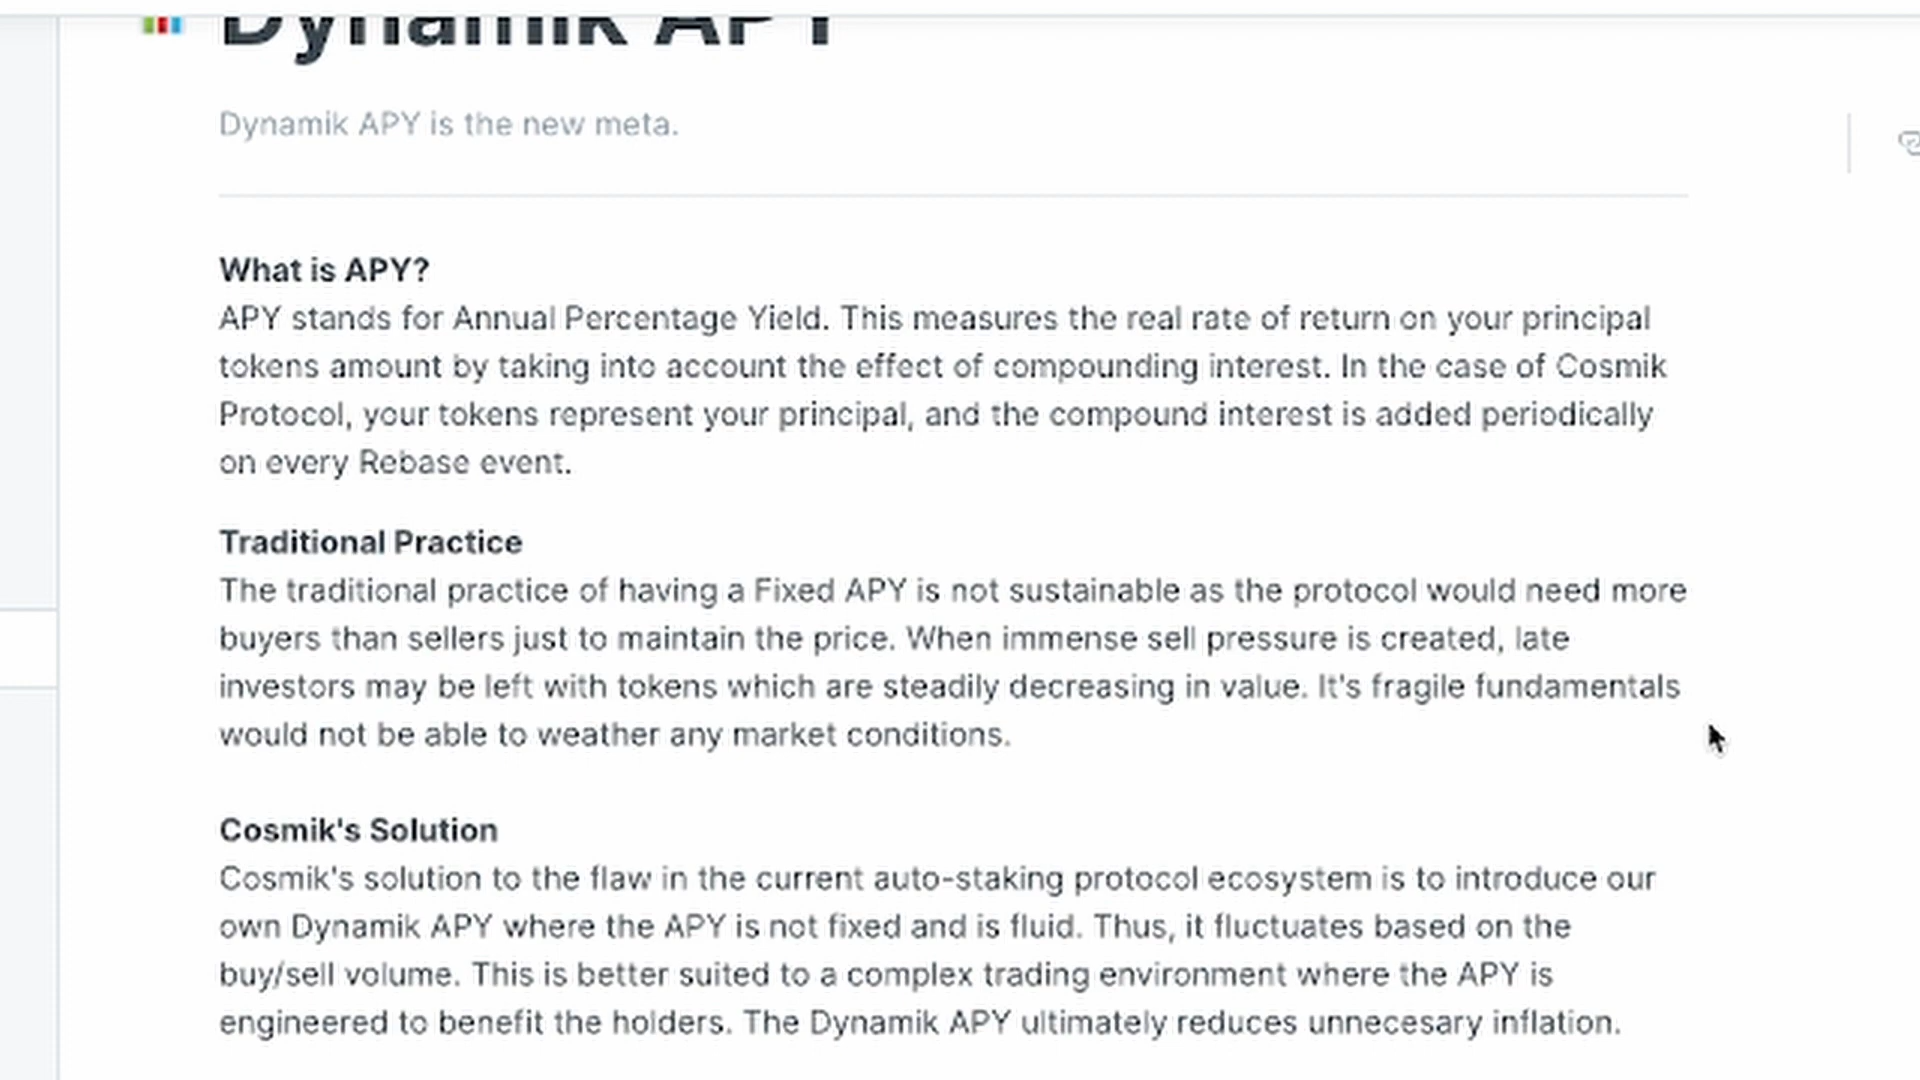 Dynamik APY
Dynamik APY is the new meta.
What is APY?
APY stands for Annual Percentage Yield. This measures the real rate of return on your principal
tokens amount by taking into account the effect of compounding interest. In the case of Cosmik
Protocol, your tokens represent your principal, and the compound interest is added periodically
on every Rebase event.
Traditional Practice
The traditional practice of having a Fixed APY is not sustainable as the protocol would need more
buyers than sellers just to maintain the price. When immense sell pressure is created, late
investors may be left with tokens which are steadily decreasing in value. It's fragile fundamentals
would not be able to weather any market conditions.
Cosmik's Solution
Cosmik's solution to the flaw in the current auto-staking protocol ecosystem is to introduce our
own Dynamik APY where the APY is not fixed and is fluid. Thus, it fluctuates based on the
buy/sell volume. This is better suited to a complex trading environment where the APY is
engineered to benefit the holders. The Dynamik APY ultimately reduces unnecesary inflation.